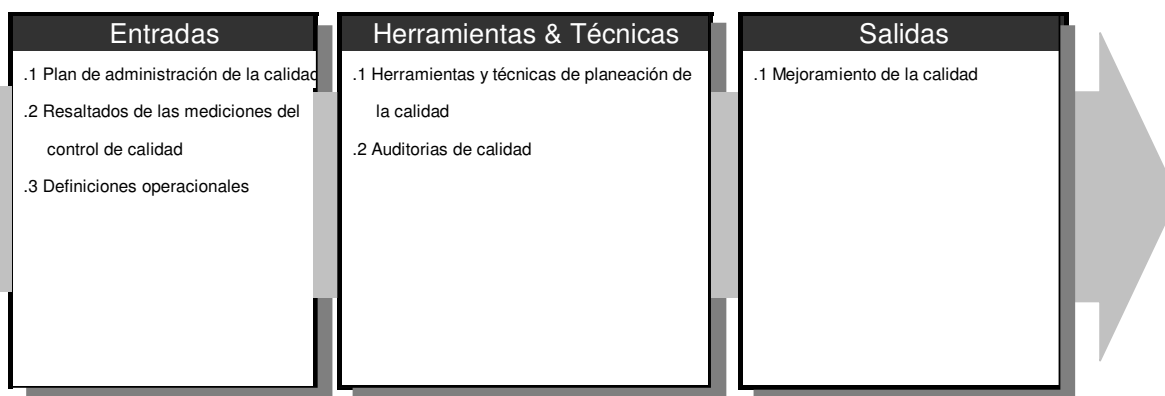 Entradas
.1 Plan de administración de la calidad
.2 Resaltados de las mediciones del
control de calidad
.3 Definiciones operacionales
Herramientas & Técnicas
.1 Herramientas y técnicas de planeación de
la calidad
.2 Auditorias de calidad
Salidas
.1 Mejoramiento de la calidad